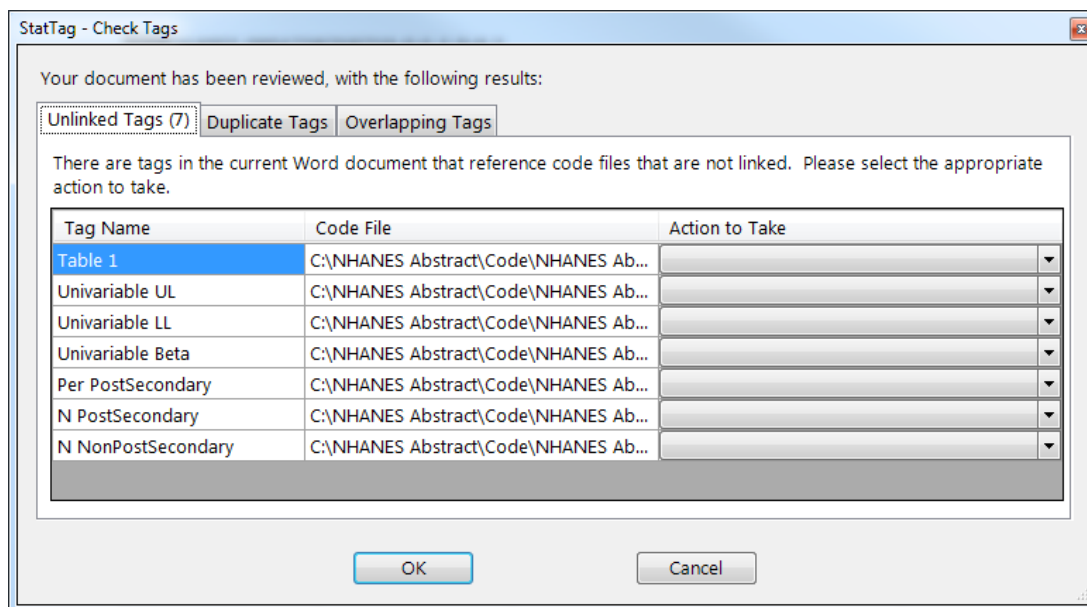 StatTag - Check Tags
Your document has been reviewed, with the following results:
Unlinked Tags (7) Duplicate Tags Overlapping Tags
There are tags in the current Word document that reference code files that are not linked.  Please select the appropriate
action to take.
Tag Name Code File Action to Take
Table 1 C:\NHANES Abstract\Code\NHANES Ab...
Univariable UL C:\NHANES Abstract\Code\NHANES Ab...
Univariable LL C:\NHANES Abstract\Code\NHANES Ab...
Univariable Beta C:\NHANES Abstract\Code\NHANES Ab...
Per PostSecondary C:\NHANES Abstract\Code\NHANES Ab...
N PostSecondary C:\NHANES Abstract\Code\NHANES Ab...
N NonPostSecondary C:\NHANES Abstract\Code\NHANES Ab...
OK Cancel